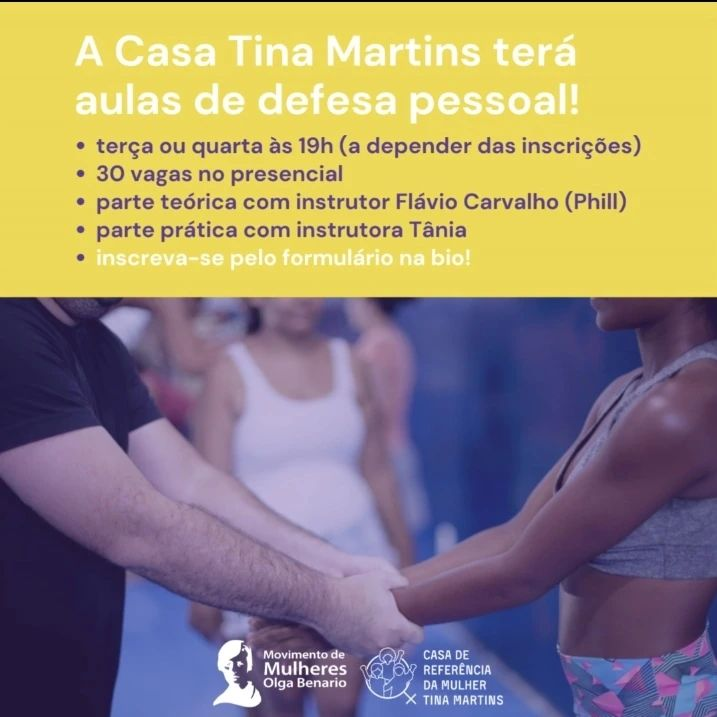 A Casa Tina Martins terá
aulas de defesa pessoal!
• terça ou quarta às 19h (a depender das inscrições)
• 30 vagas no presencial
• parte teórica com instrutor Flávio Carvalho (Phill)
• parte prática com instrutora Tânia
• inscreva-se pelo formulário na bio!
Movimento de
Mulheres
Olga Benario
CASA DE
REFERÊNCIA
DA MULHER
TINA MARTINS